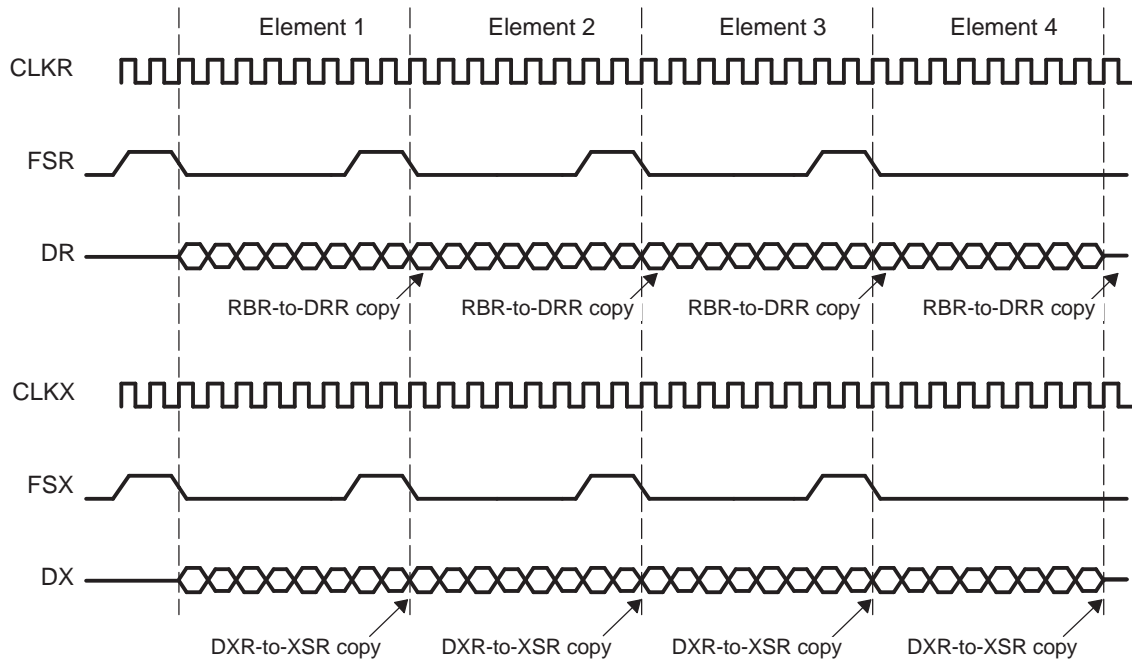 Element 1 Element 2 Element 3 Element 4
CLKR
FSR
DR
RBR-to-DRR copy RBR-to-DRR copy RBR-to-DRR copy RBR-to-DRR copy
CLKX
FSX
DX
DXR-to-XSR copy DXR-to-XSR copy DXR-to-XSR copy DXR-to-XSR copy